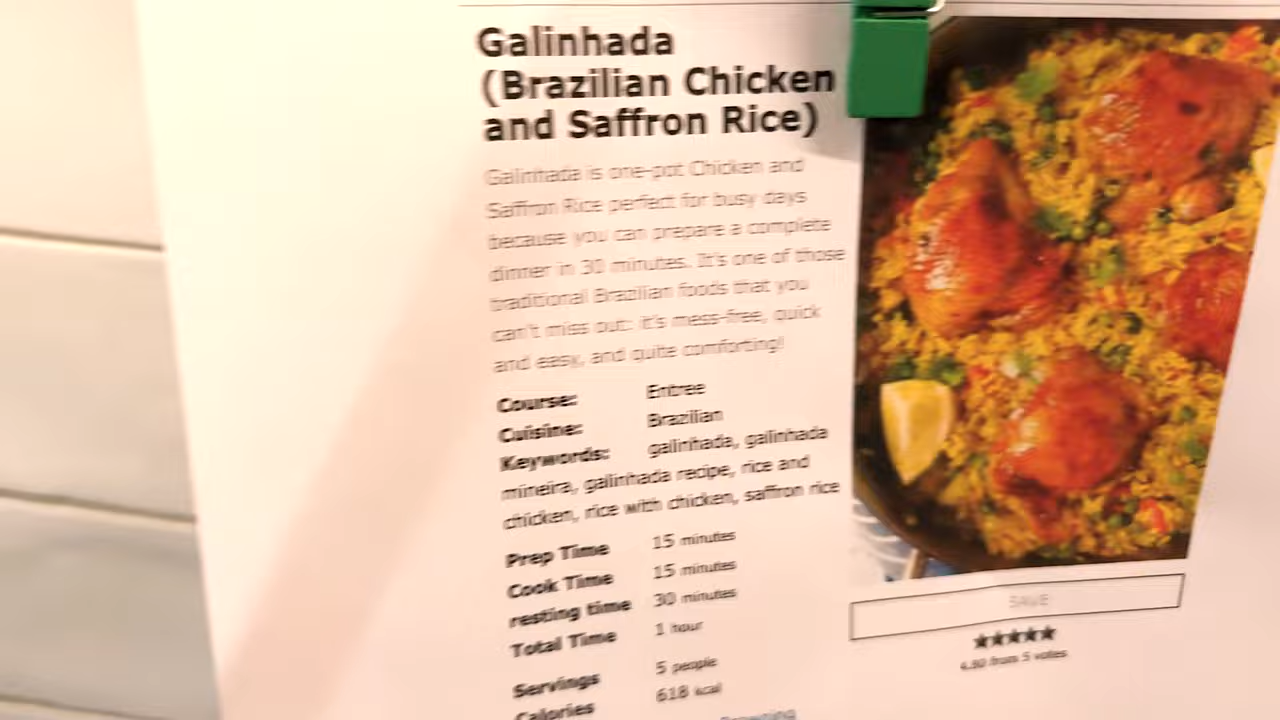 Galinhada
(Brazilian Chicken
and Saffron Rice)
Galinhada is one-pot Chicken and
Saffron Rice perfect for busy days
because you can prepare a complete
dinner in 30 minutes. It's one of those
traditional Brazilian foods that you
can't miss out: it's mess-free, quick
and easy, and quite comforting!
Course: Entree
Cuisine: Brazilian
Keywords: galinhada, galinhada
mineira, galinhada recipe, rice and
chicken, rice with chicken, saffron rice
Prep Time 15 minutes
Cook Time 15 minutes
resting time 30 minutes
Total Time 1 hour
Servings 5 people
Calories 618 kcal
SAVE
★★★★★
from 5 votes